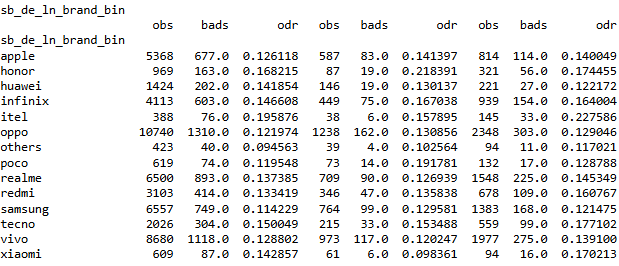 sb_de_ln_brand_bin
obs bads odr obs bads odr obs bads odr
sb_de_ln_brand_bin
apple 5368 677.0 0.126118 587 83.0 0.141397 814 114.0 0.140049
honor 969 163.0 0.168215 87 19.0 0.218391 321 56.0 0.174455
huawei 1424 202.0 0.141854 146 19.0 0.130137 221 27.0 0.122172
infinix 4113 603.0 0.146608 449 75.0 0.167038 939 154.0 0.164004
itel 388 76.0 0.195876 38 6.0 0.157895 145 33.0 0.227586
oppo 10740 1310.0 0.121974 1238 162.0 0.130856 2348 303.0 0.129046
others 423 40.0 0.094563 39 4.0 0.102564 94 11.0 0.117021
poco 619 74.0 0.119548 73 14.0 0.191781 132 17.0 0.128788
realme 6500 893.0 0.137385 709 90.0 0.126939 1548 225.0 0.145349
redmi 3103 414.0 0.133419 346 47.0 0.135838 678 109.0 0.160767
samsung 6557 749.0 0.114229 764 99.0 0.129581 1383 168.0 0.121475
tecno 2026 304.0 0.150049 215 33.0 0.153488 559 99.0 0.177102
vivo 8680 1118.0 0.128802 973 117.0 0.120247 1977 275.0 0.139100
xiaomi 609 87.0 0.142857 61 6.0 0.098361 94 16.0 0.170213